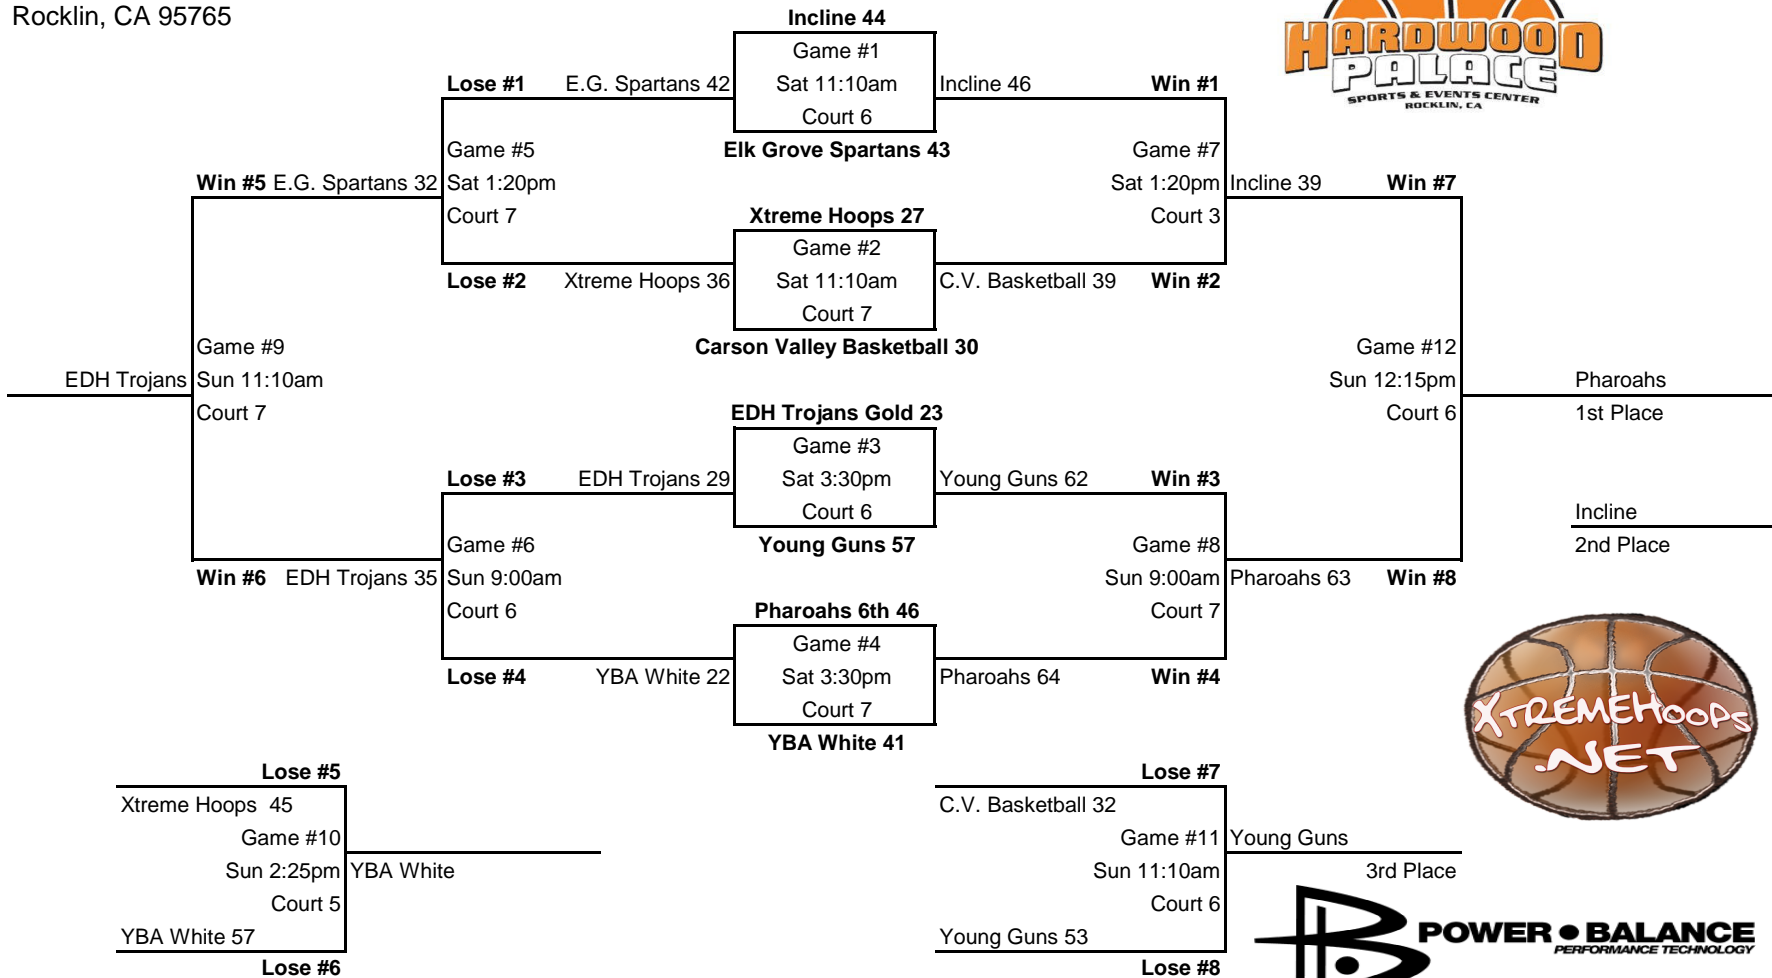 Rocklin, CA 95765
Incline 44
HARDWOOD
PALACE
SPORTS & EVENTS CENTER
ROCKLIN, CA
Game #1
Lose #1 E.G. Spartans 42 Sat 11:10am Incline 46 Win #1
Court 6
Game #5 Elk Grove Spartans 43 Game #7
Win #5 E.G. Spartans 32 Sat 1:20pm Sat 1:20pm Incline 39 Win #7
Court 7 Xtreme Hoops 27 Court 3
Game #2
Lose #2 Xtreme Hoops 36 Sat 11:10am C.V. Basketball 39 Win #2
Court 7
Game #9 Carson Valley Basketball 30 Game #12
EDH Trojans Sun 11:10am Sun 12:15pm Pharoahs
Court 7 EDH Trojans Gold 23 Court 6 1st Place
Game #3
Lose #3 EDH Trojans 29 Sat 3:30pm Young Guns 62 Win #3
Court 6 Incline
Game #6 Young Guns 57 Game #8 2nd Place
Win #6 EDH Trojans 35 Sun 9:00am Sun 9:00am Pharoahs 63 Win #8
Court 6 Pharoahs 6th 46 Court 7
Game #4
Lose #4 YBA White 22 Sat 3:30pm Pharoahs 64 Win #4
Court 7
YBA White 41
XTREMEHOOPS
.NET
Lose #5 Lose #7
Xtreme Hoops 45 C.V. Basketball 32
Game #10 Game #11 Young Guns
Sun 2:25pm YBA White Sun 11:10am 3rd Place
Court 5 Court 6
YBA White 57 Young Guns 53
POWER BALANCE
PERFORMANCE TECHNOLOGY
Lose #6 Lose #8